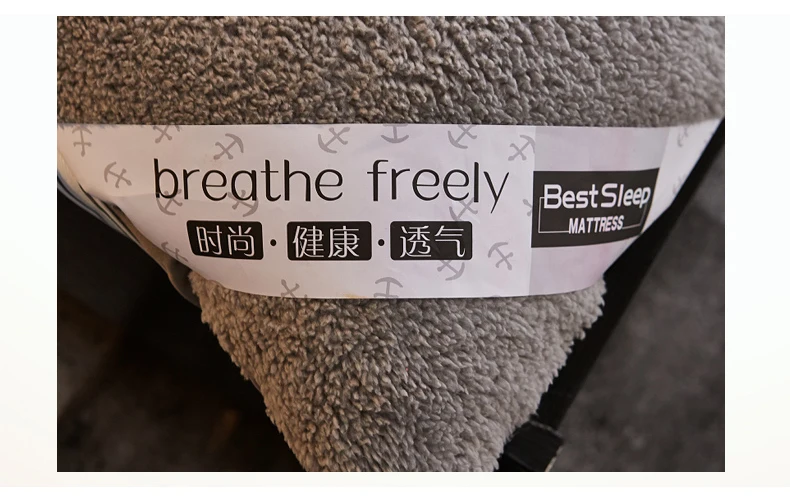 breathe freely
时尚·健康·透气
BestSleep
MATTRESS